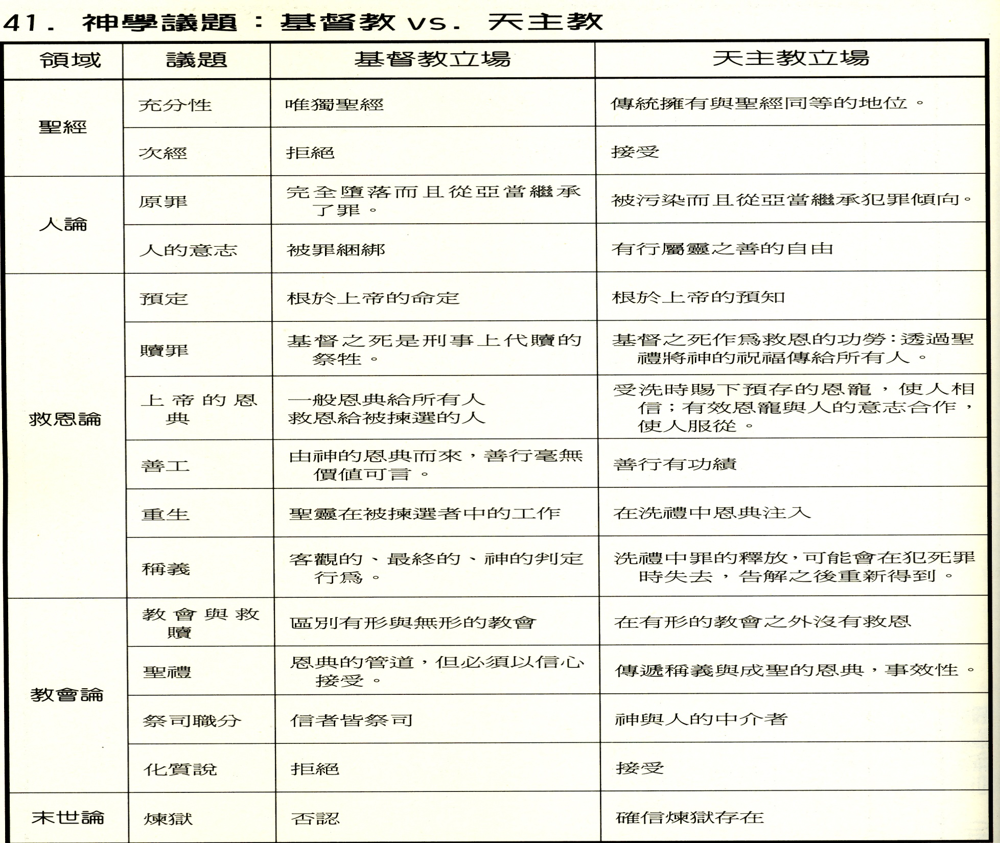 41. 神學議題：基督教 vs. 天主教
領域 議題 基督教立場 天主教立場
聖經
充分性 唯獨聖經 傳統擁有與聖經同等的地位。
次經 拒絕 接受
人論
原罪
完全墮落而且從亞當繼承
了罪。
被污染而且從亞當繼承犯罪傾向。
人的意志 被罪綑綁 有行屬靈之善的自由
救恩論
預定 根於上帝的命定 根於上帝的預知
贖罪
基督之死是刑事上代贖的
祭牲。
基督之死作爲救恩的功勞：透過聖
禮將神的祝福傳給所有人。
上帝的恩
典
一般恩典給所有人
救恩給被揀選的人
受洗時賜下預存的恩寵，使人相
信；有效恩寵與人的意志合作，
使人服從。
善工
由神的恩典而來，善行毫無
價值可言。
善行有功績
重生 聖靈在被揀選者中的工作 在洗禮中恩典注入
稱義
客觀的、最終的、神的判定
行爲。
洗禮中罪的釋放，可能會在犯死罪
時失去，告解之後重新得到。
教會論
教會與救
贖
區別有形與無形的教會 在有形的教會之外沒有救恩
聖禮
恩典的管道，但必須以信心
接受。
傳遞稱義與成聖的恩典，事效性。
祭司職分 信者皆祭司 神與人的中介者
化質說 拒絕 接受
末世論 煉獄 否認 確信煉獄存在